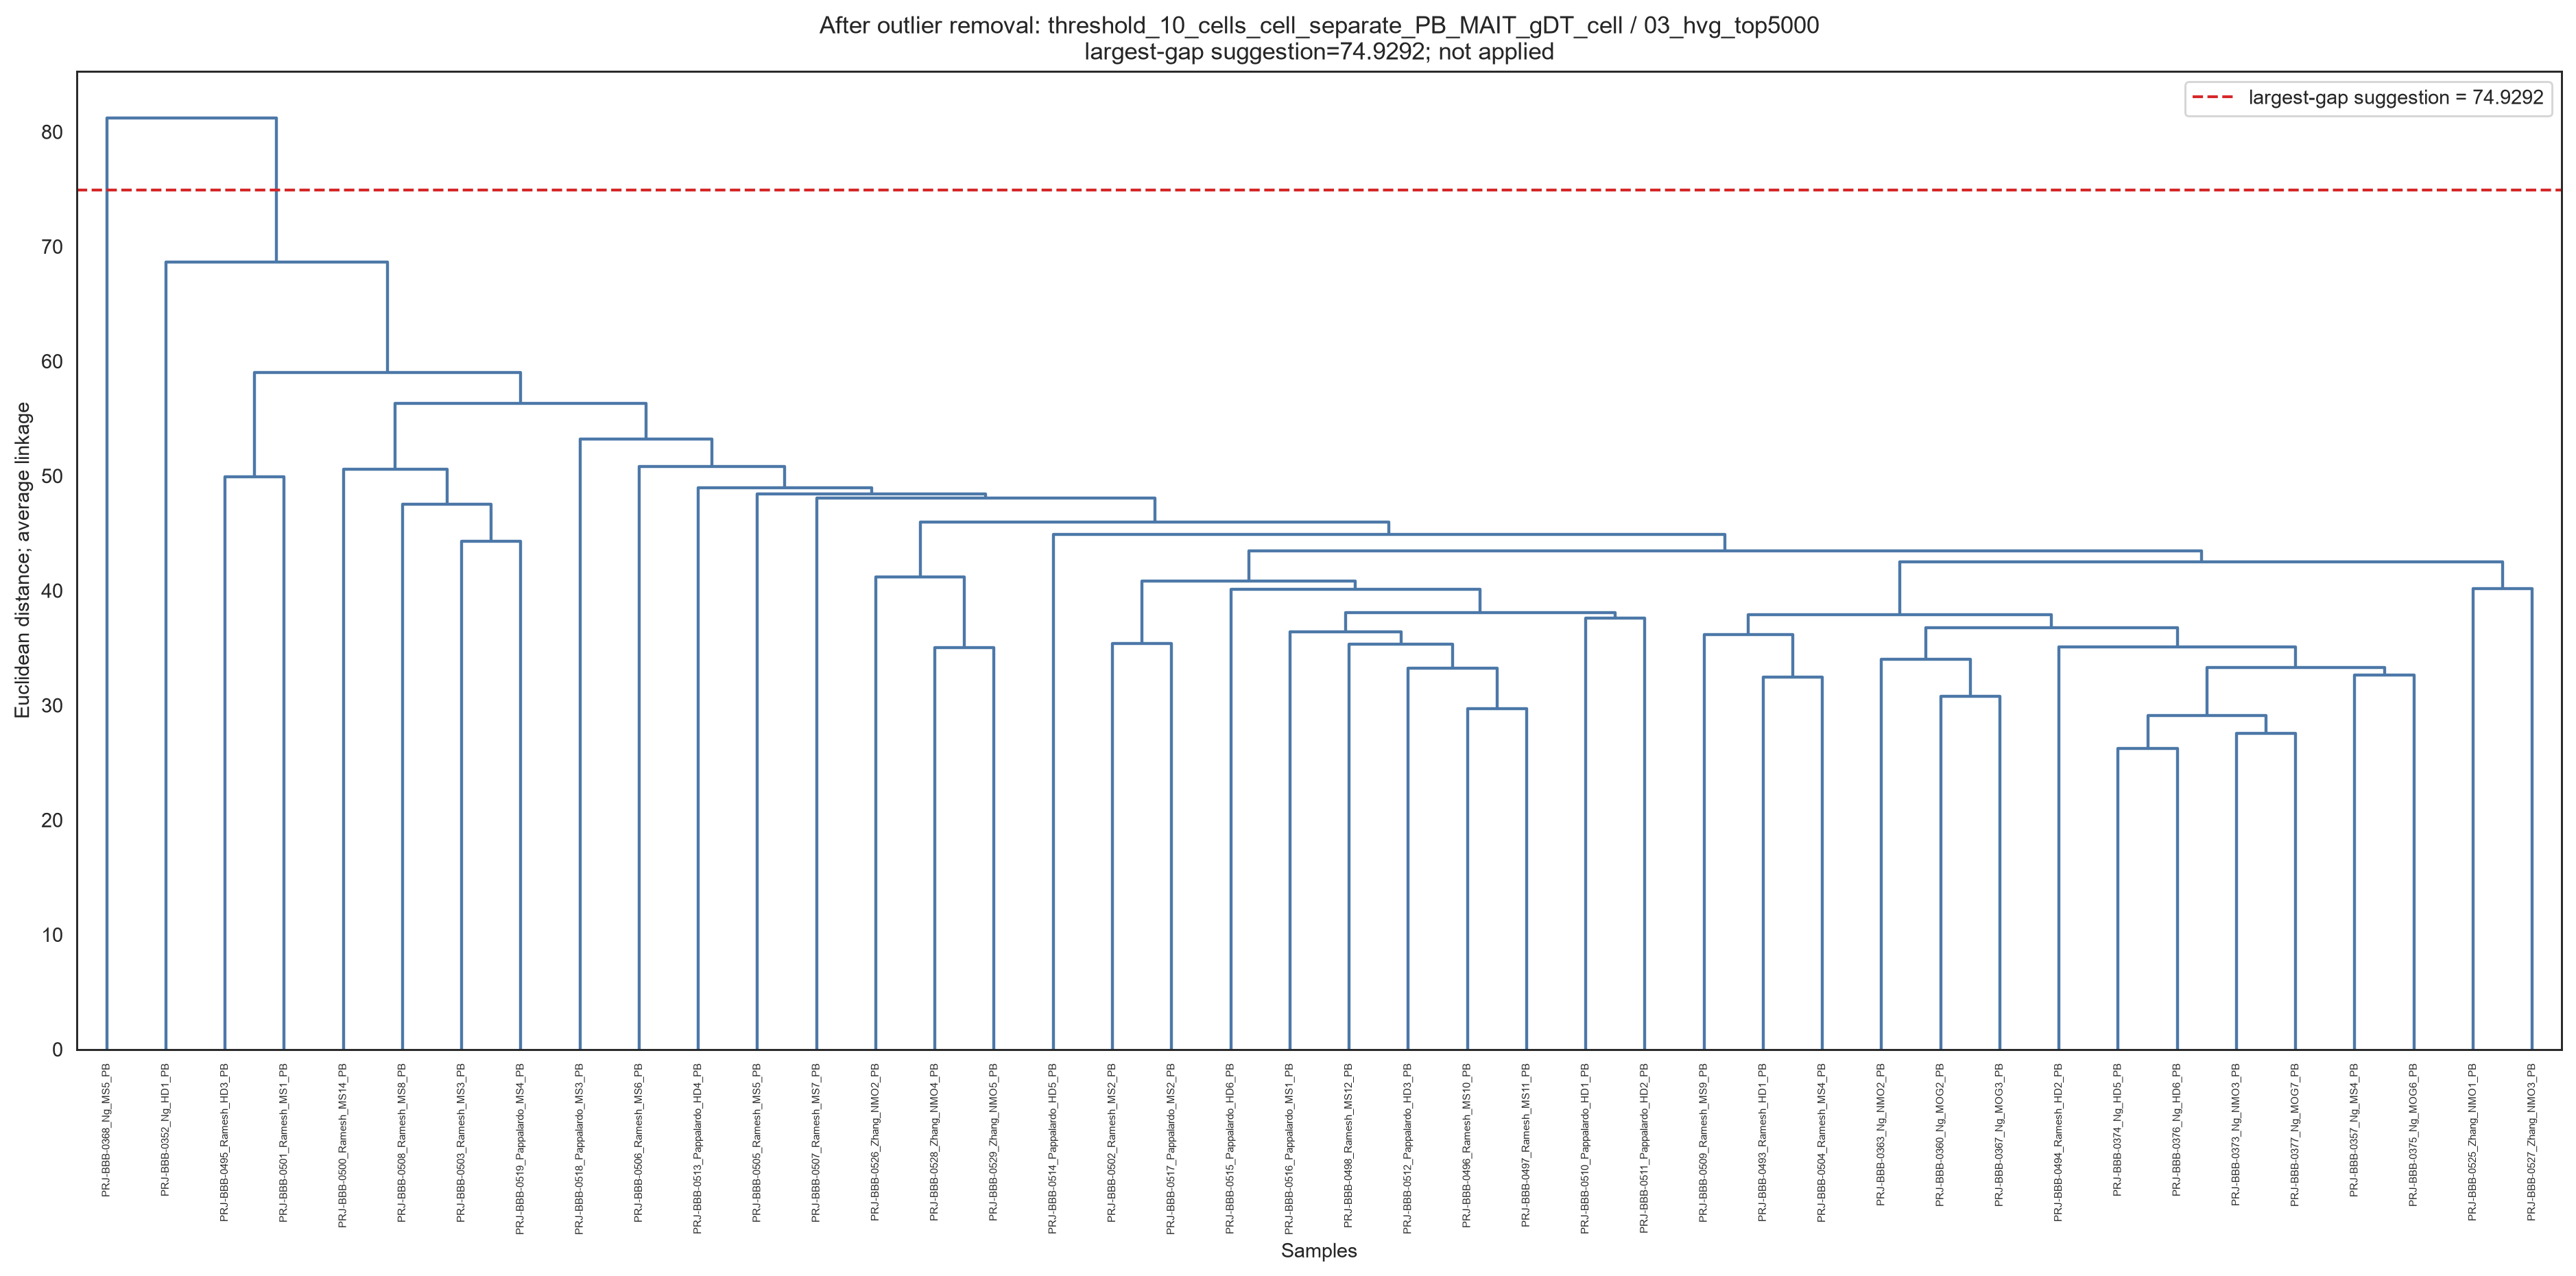 After outlier removal: threshold_10_cells_cell_separate_PB_MAIT_gDT_cell / 03_hvg_top5000
largest-gap suggestion=74.9292; not applied
largest-gap suggestion = 74.9292
Euclidean distance; average linkage
80
70
60
50
40
30
20
10
0
PRJ-BBB-0368_Ng_MS5_PB
PRJ-BBB-0352_Ng_HD1_PB
PRJ-BBB-0495_Ramesh_HD3_PB
PRJ-BBB-0501_Ramesh_MS1_PB
PRJ-BBB-0500_Ramesh_MS14_PB
PRJ-BBB-0508_Ramesh_MS8_PB
PRJ-BBB-0503_Ramesh_MS3_PB
PRJ-BBB-0519_Pappalardo_MS4_PB
PRJ-BBB-0518_Pappalardo_MS3_PB
PRJ-BBB-0506_Ramesh_MS6_PB
PRJ-BBB-0513_Pappalardo_HD4_PB
PRJ-BBB-0505_Ramesh_MS5_PB
PRJ-BBB-0507_Ramesh_MS7_PB
PRJ-BBB-0526_Zhang_NMO2_PB
PRJ-BBB-0528_Zhang_NMO4_PB
PRJ-BBB-0529_Zhang_NMO5_PB
PRJ-BBB-0514_Pappalardo_HD5_PB
PRJ-BBB-0502_Ramesh_MS2_PB
PRJ-BBB-0517_Pappalardo_MS2_PB
PRJ-BBB-0515_Pappalardo_HD6_PB
PRJ-BBB-0516_Pappalardo_MS1_PB
PRJ-BBB-0498_Ramesh_MS12_PB
PRJ-BBB-0512_Pappalardo_HD3_PB
PRJ-BBB-0496_Ramesh_MS10_PB
PRJ-BBB-0497_Ramesh_MS11_PB
PRJ-BBB-0510_Pappalardo_HD1_PB
PRJ-BBB-0511_Pappalardo_HD2_PB
PRJ-BBB-0509_Ramesh_MS9_PB
PRJ-BBB-0493_Ramesh_HD1_PB
PRJ-BBB-0504_Ramesh_MS4_PB
PRJ-BBB-0363_Ng_NMO2_PB
PRJ-BBB-0360_Ng_MOG2_PB
PRJ-BBB-0367_Ng_MOG3_PB
PRJ-BBB-0494_Ramesh_HD2_PB
PRJ-BBB-0374_Ng_HD5_PB
PRJ-BBB-0376_Ng_HD6_PB
PRJ-BBB-0373_Ng_NMO3_PB
PRJ-BBB-0377_Ng_MOG7_PB
PRJ-BBB-0357_Ng_MS4_PB
PRJ-BBB-0375_Ng_MOG6_PB
PRJ-BBB-0525_Zhang_NMO1_PB
PRJ-BBB-0527_Zhang_NMO3_PB
Samples